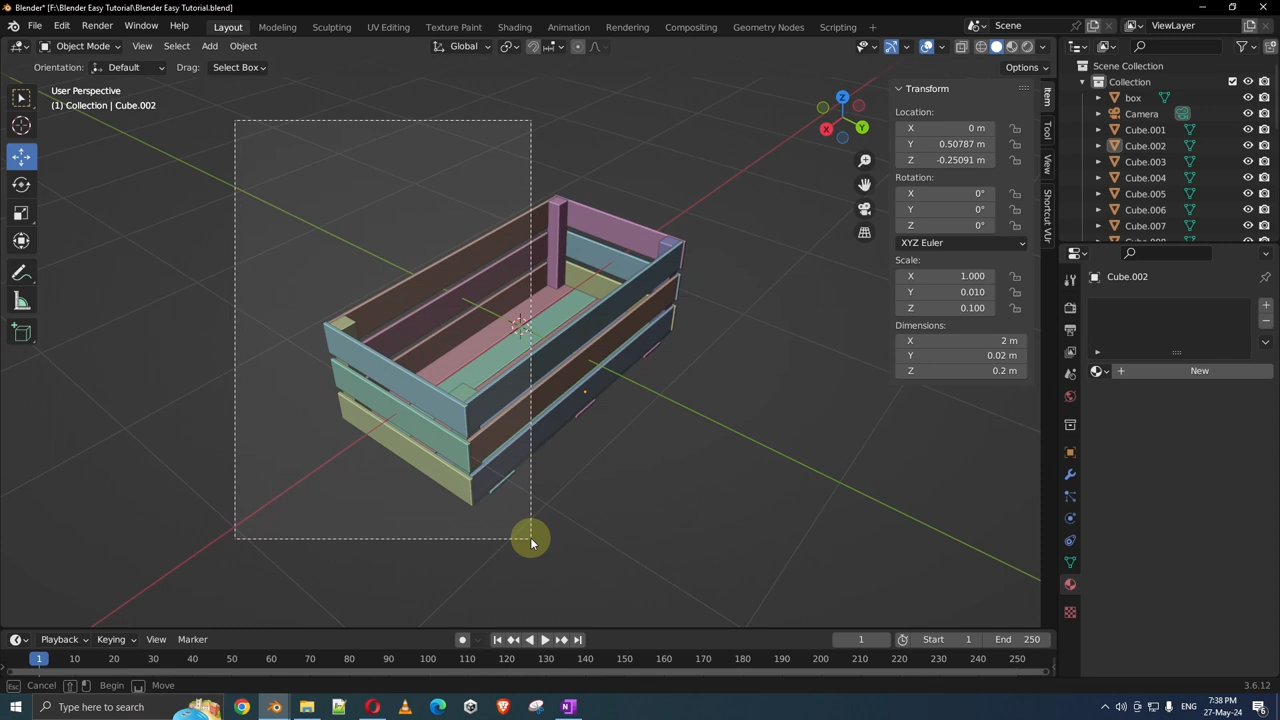 Blender* [F:\Blender Easy Tutorial\Blender Easy Tutorial.blend]
File Edit Render Window Help Layout Modeling Sculpting UV Editing Texture Paint Shading Animation Rendering Compositing Geometry Nodes Scripting Scene ViewLayer
Object Mode View Select Add Object Global
Orientation: Default Drag: Select Box Options
User Perspective
(1) Collection | Cube.002
Transform
Location:
X 0 m
Y 0.50787 m
Z -0.25091 m
Rotation:
X 0°
Y 0°
Z 0°
XYZ Euler
Scale:
X 1.000
Y 0.010
Z 0.100
Dimensions:
X 2 m
Y 0.02 m
Z 0.2 m
Item
Tool
View
Shortcut VUr
X
Y
Z
Scene Collection
Collection
box
Camera
Cube.001
Cube.002
Cube.003
Cube.004
Cube.005
Cube.006
Cube.007
Cube.002
New
Playback Keying View Marker 1 Start 1 End 250
1 10 20 30 40 50 60 70 80 90 100 110 120 130 140 150 160 170 180 190 200 210 220 230 240 250
Esc Cancel Begin Move 3.6.12
Type here to search
7:38 PM
27-May-24